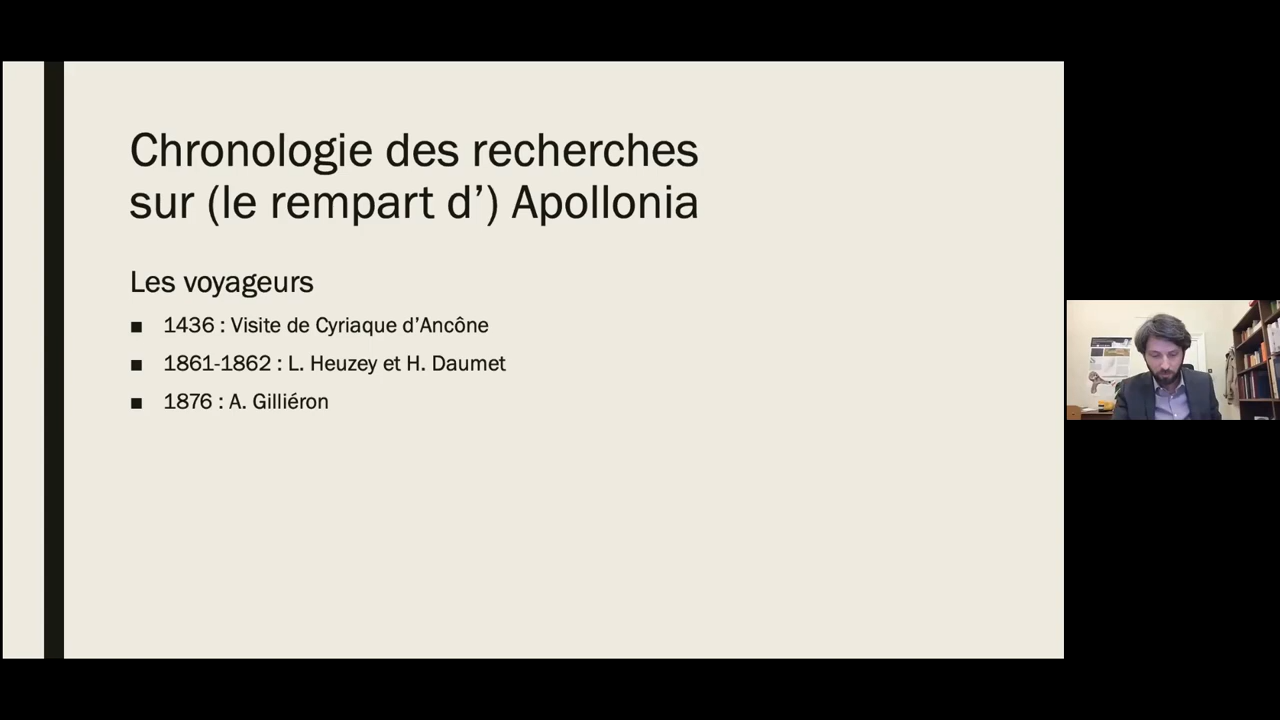 Chronologie des recherches
sur (le rempart d’) Apollonia
Les voyageurs
■ 1436 : Visite de Cyriaque d’Ancône
■ 1861-1862 : L. Heuzey et H. Daumet
■ 1876 : A. Gilliéron